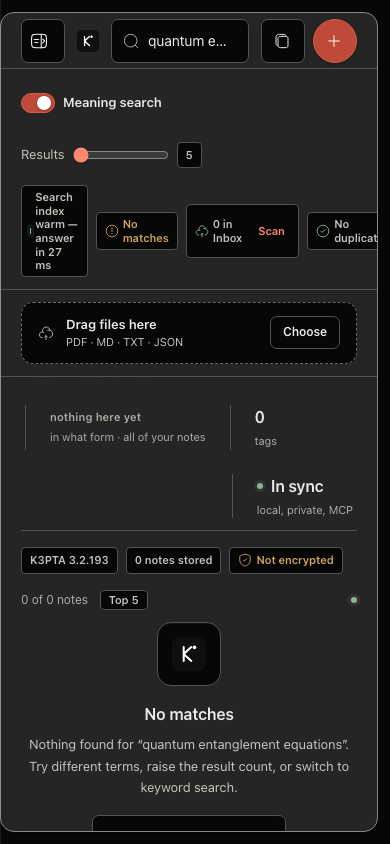 quantum e...
Meaning search
Results
5
Search
index
warm —
answer
in 27
ms
No
matches
0 in
Inbox
Scan
No
duplicat
Drag files here
PDF · MD · TXT · JSON
Choose
nothing here yet
in what form · all of your notes
0
tags
In sync
local, private, MCP
K3PTA 3.2.193
0 notes stored
Not encrypted
0 of 0 notes
Top 5
No matches
Nothing found for “quantum entanglement equations”.
Try different terms, raise the result count, or switch to
keyword search.